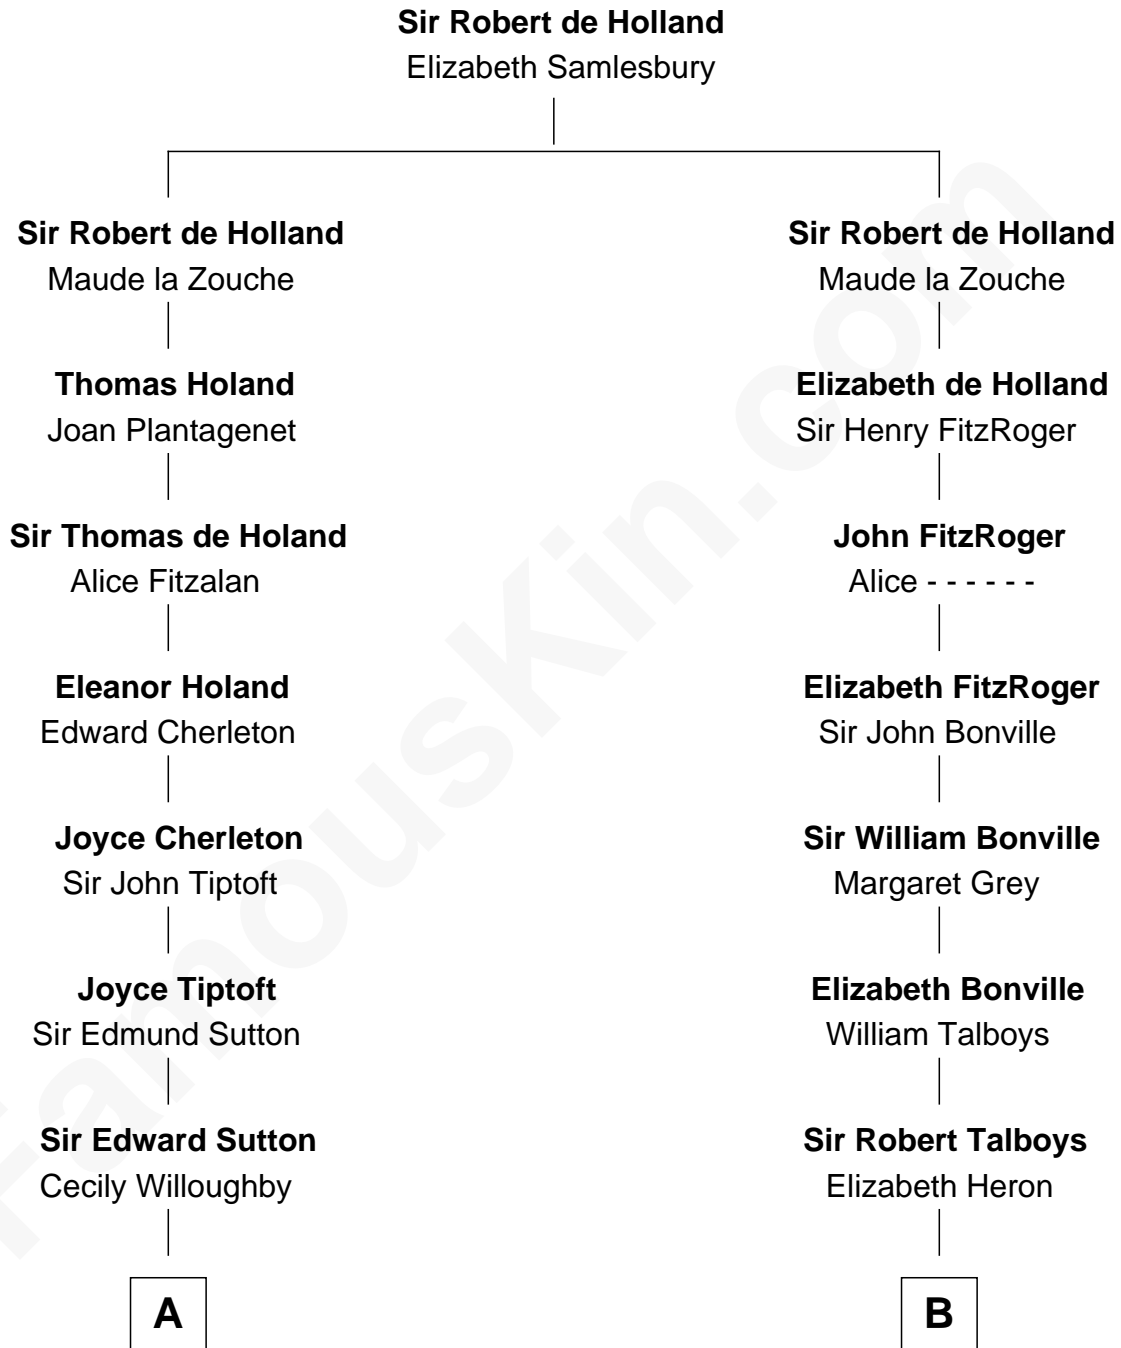 Sir Robert de Holland
Elizabeth Samlesbury
Sir Robert de Holland
Maude la Zouche
Thomas Holand
Joan Plantagenet
Sir Thomas de Holand
Alice Fitzalan
Eleanor Holand
Edward Cherleton
Joyce Cherleton
Sir John Tiptoft
Joyce Tiptoft
Sir Edmund Sutton
Sir Edward Sutton
Cecily Willoughby
A
Sir Robert de Holland
Maude la Zouche
Elizabeth de Holland
Sir Henry FitzRoger
John FitzRoger
Alice - - - - - -
Elizabeth FitzRoger
Sir John Bonville
Sir William Bonville
Margaret Grey
Elizabeth Bonville
William Talboys
Sir Robert Talboys
Elizabeth Heron
B
FamousKin.com